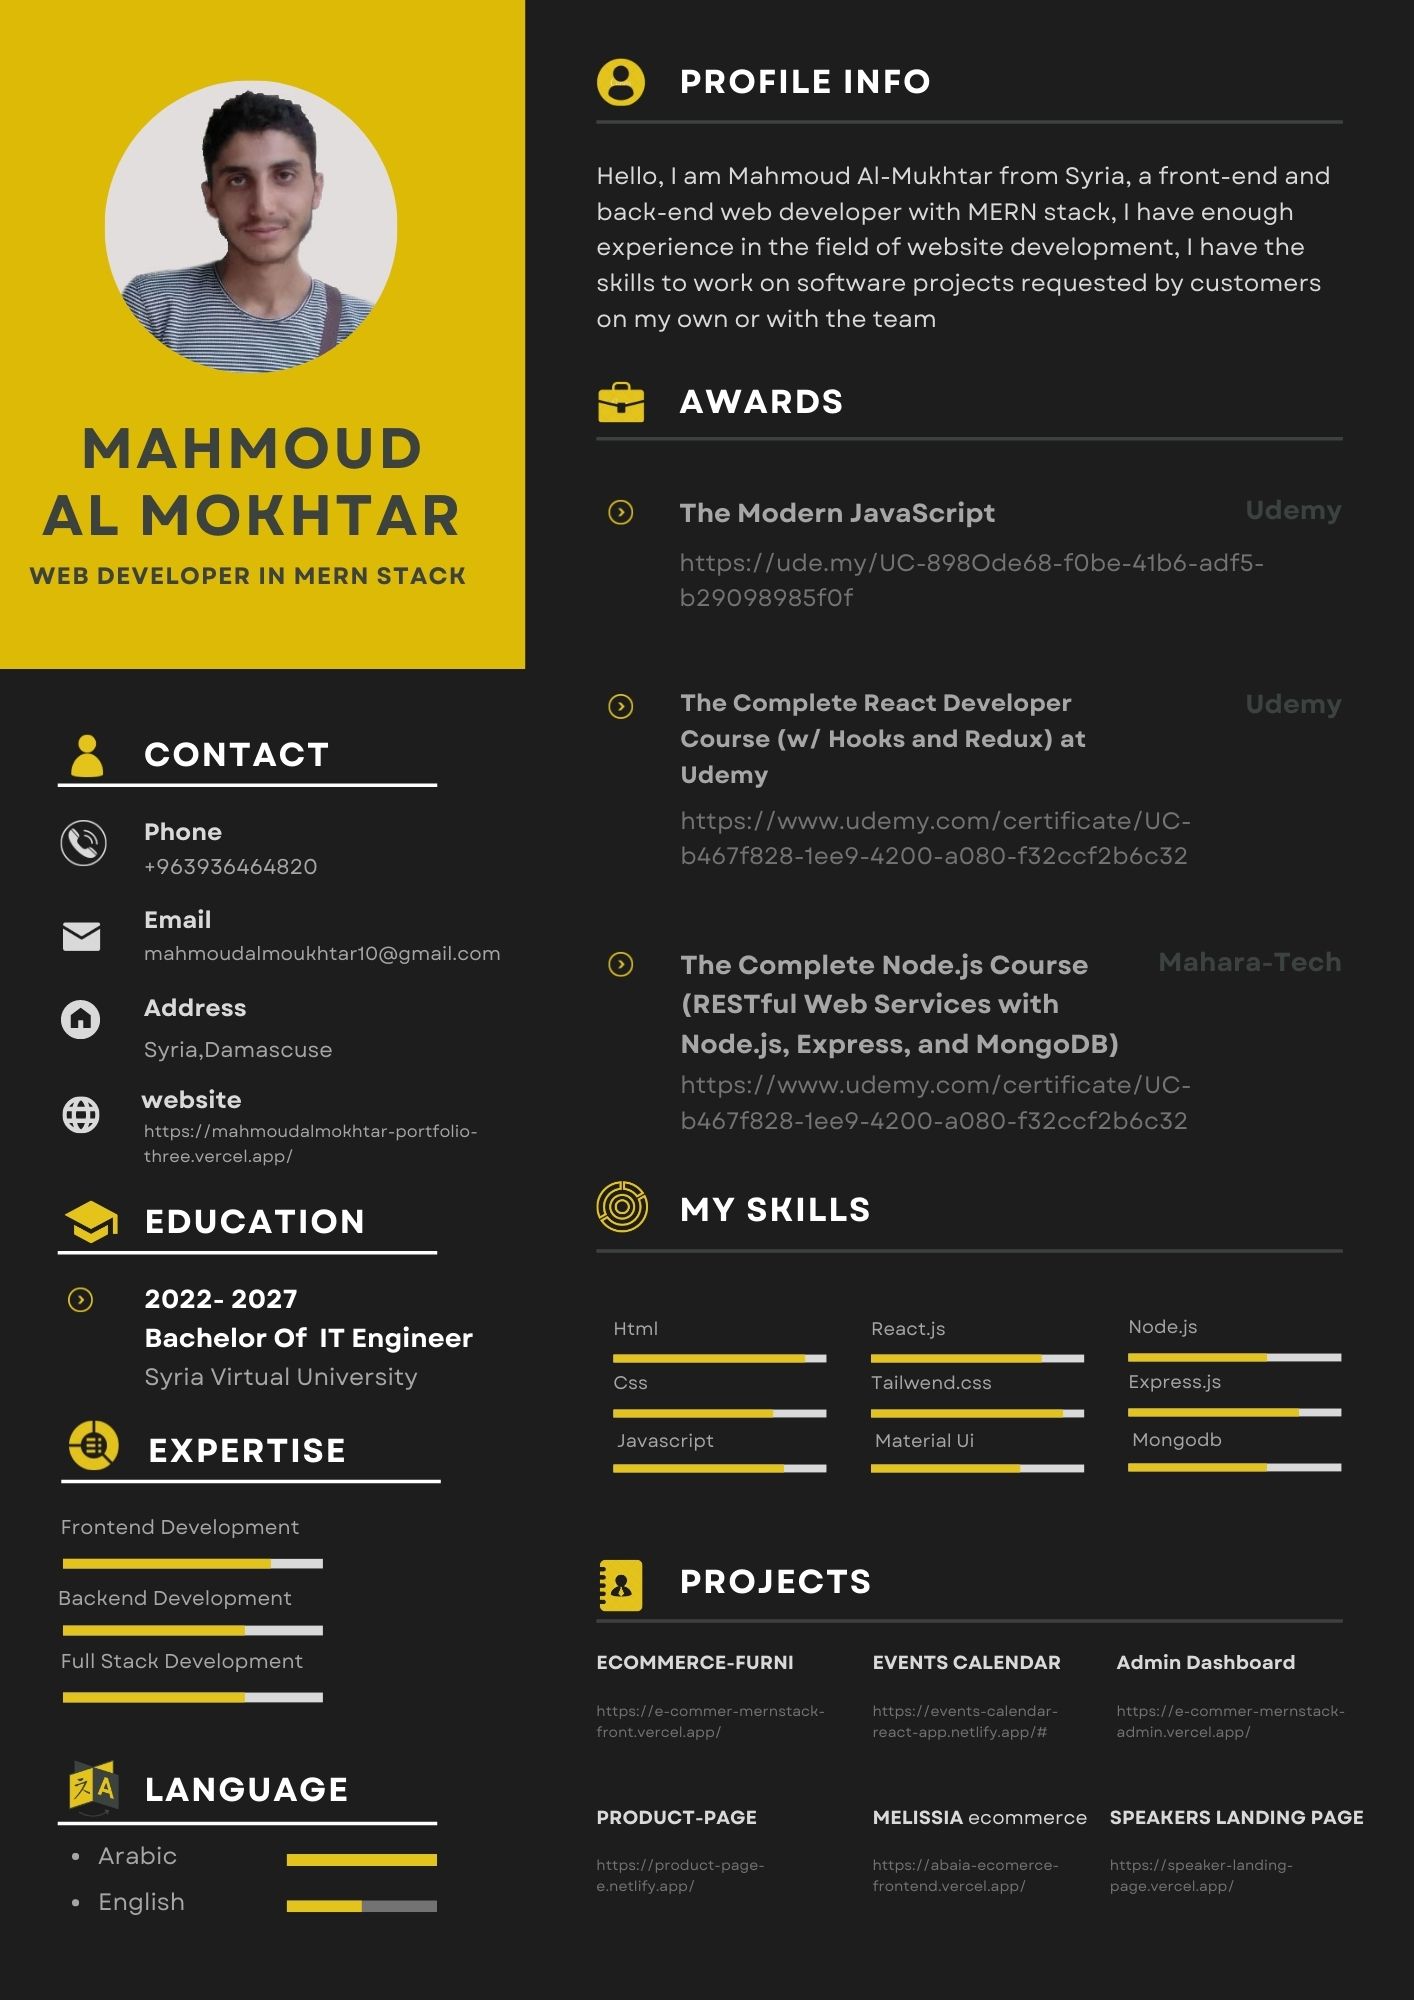 MAHMOUD
AL MOKHTAR
WEB DEVELOPER IN MERN STACK
CONTACT
Phone
+963936464820
Email
mahmoudalmoukhtar10@gmail.com
Address
Syria,Damascuse
website
https://mahmoudalmokhtar-portfolio-
three.vercel.app/
EDUCATION
2022- 2027
Bachelor Of IT Engineer
Syria Virtual University
EXPERTISE
Frontend Development
Backend Development
Full Stack Development
LANGUAGE
• Arabic
• English
PROFILE INFO
Hello, I am Mahmoud Al-Mukhtar from Syria, a front-end and
back-end web developer with MERN stack, I have enough
experience in the field of website development, I have the
skills to work on software projects requested by customers
on my own or with the team
AWARDS
The Modern JavaScript
Udemy
https://ude.my/UC-898Ode68-f0be-41b6-adf5-
b29098985f0f
The Complete React Developer
Course (w/ Hooks and Redux) at
Udemy
Udemy
https://www.udemy.com/certificate/UC-
b467f828-1ee9-4200-a080-f32ccf2b6c32
The Complete Node.js Course
(RESTful Web Services with
Node.js, Express, and MongoDB)
Mahara-Tech
https://www.udemy.com/certificate/UC-
b467f828-1ee9-4200-a080-f32ccf2b6c32
MY SKILLS
Html
React.js
Node.js
Css
Tailwend.css
Express.js
Javascript
Material Ui
Mongodb
PROJECTS
ECOMMERCE-FURNI
https://e-commer-mernstack-
front.vercel.app/
EVENTS CALENDAR
https://events-calendar-
react-app.netlify.app/#
Admin Dashboard
https://e-commer-mernstack-
admin.vercel.app/
PRODUCT-PAGE
https://product-page-
e.netlify.app/
MELISSIA ecommerce
https://abaia-ecomerce-
frontend.vercel.app/
SPEAKERS LANDING PAGE
https://speaker-landing-
page.vercel.app/